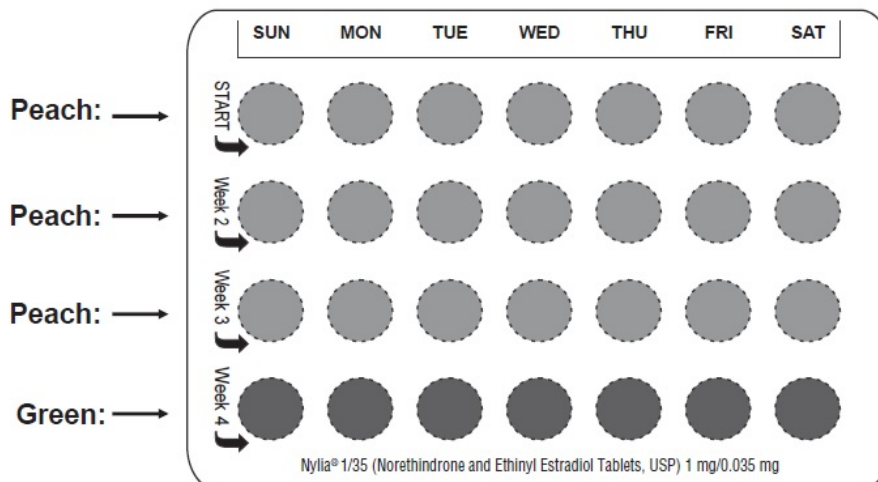 SUN MON TUE WED THU FRI SAT
Peach:
START
Peach:
Week 2
Peach:
Week 3
Green:
Week 4
Nylia® 1/35 (Norethindrone and Ethinyl Estradiol Tablets, USP) 1 mg/0.035 mg